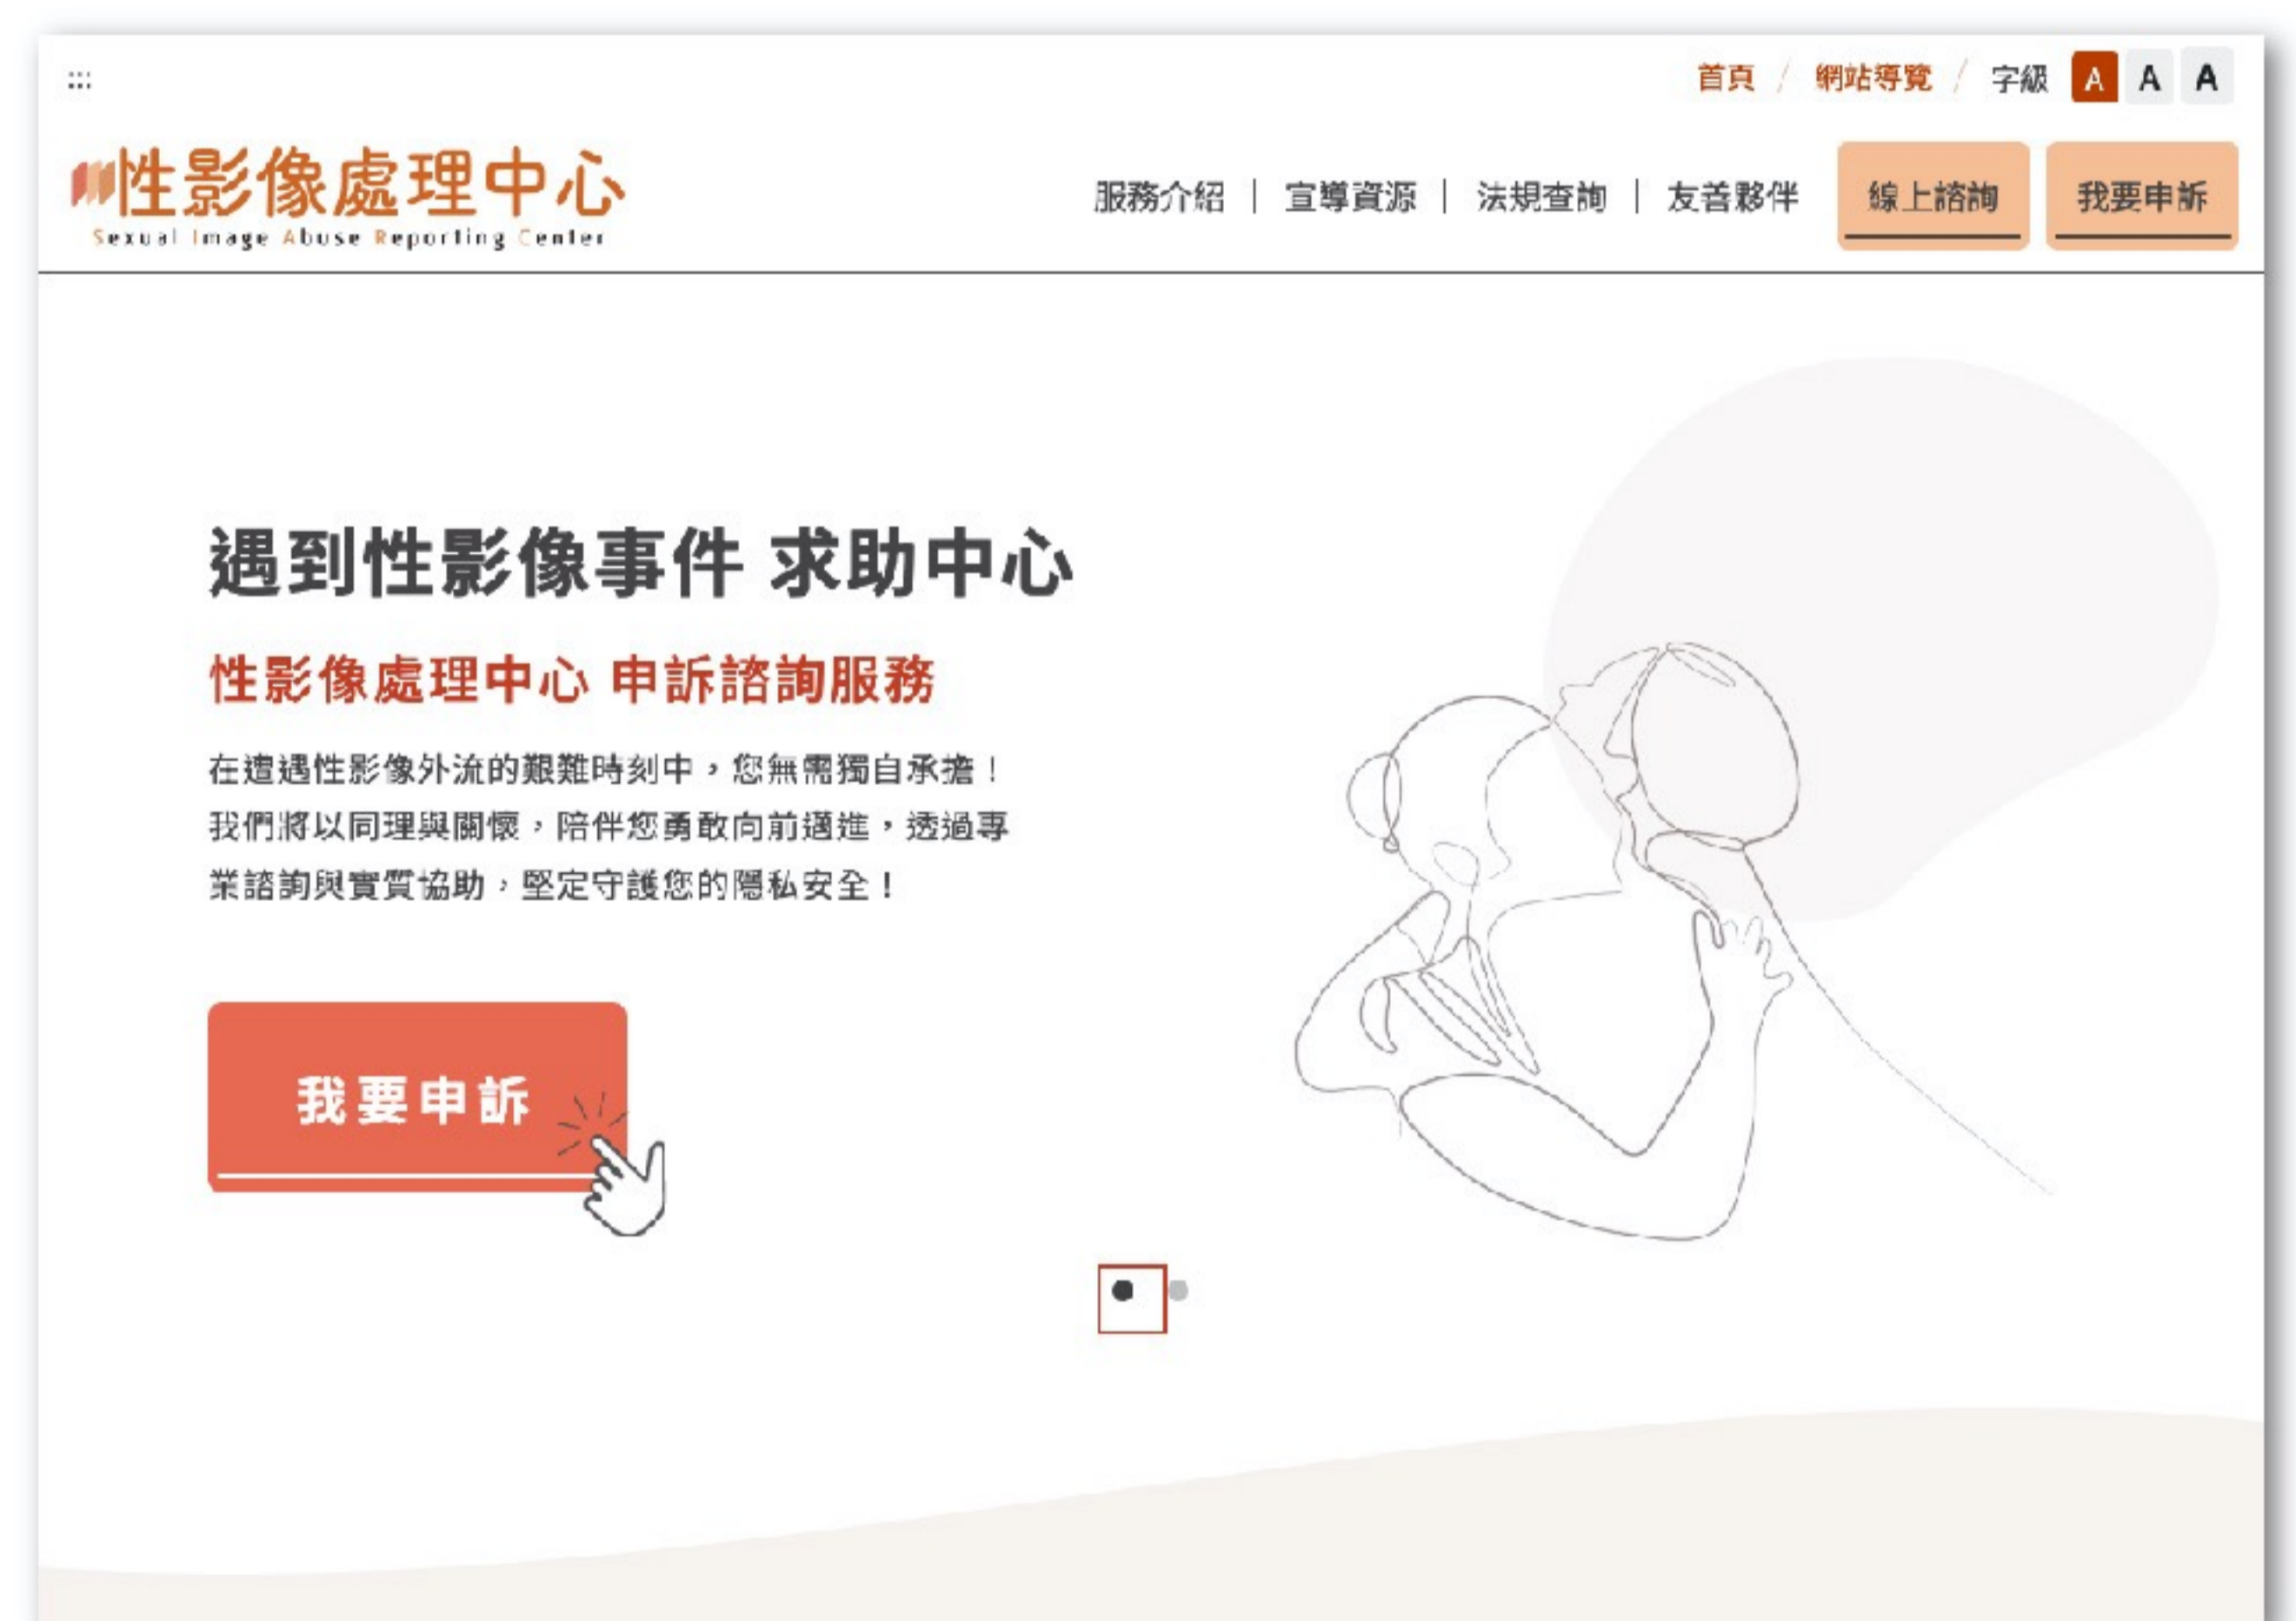 首頁 / 網站導覽 / 字級 A A A
性影像處理中心
Sexual Image Abuse Reporting Center
服務介紹 | 宣導資源 | 法規查詢 | 友善夥伴 線上諮詢 我要申訴
遇到性影像事件 求助中心
性影像處理中心 申訴諮詢服務
在遭遇性影像外流的艱難時刻中，您無需獨自承擔！
我們將以同理與關懷，陪伴您勇敢向前邁進，透過專
業諮詢與實質協助，堅定守護您的隱私安全！
我要申訴